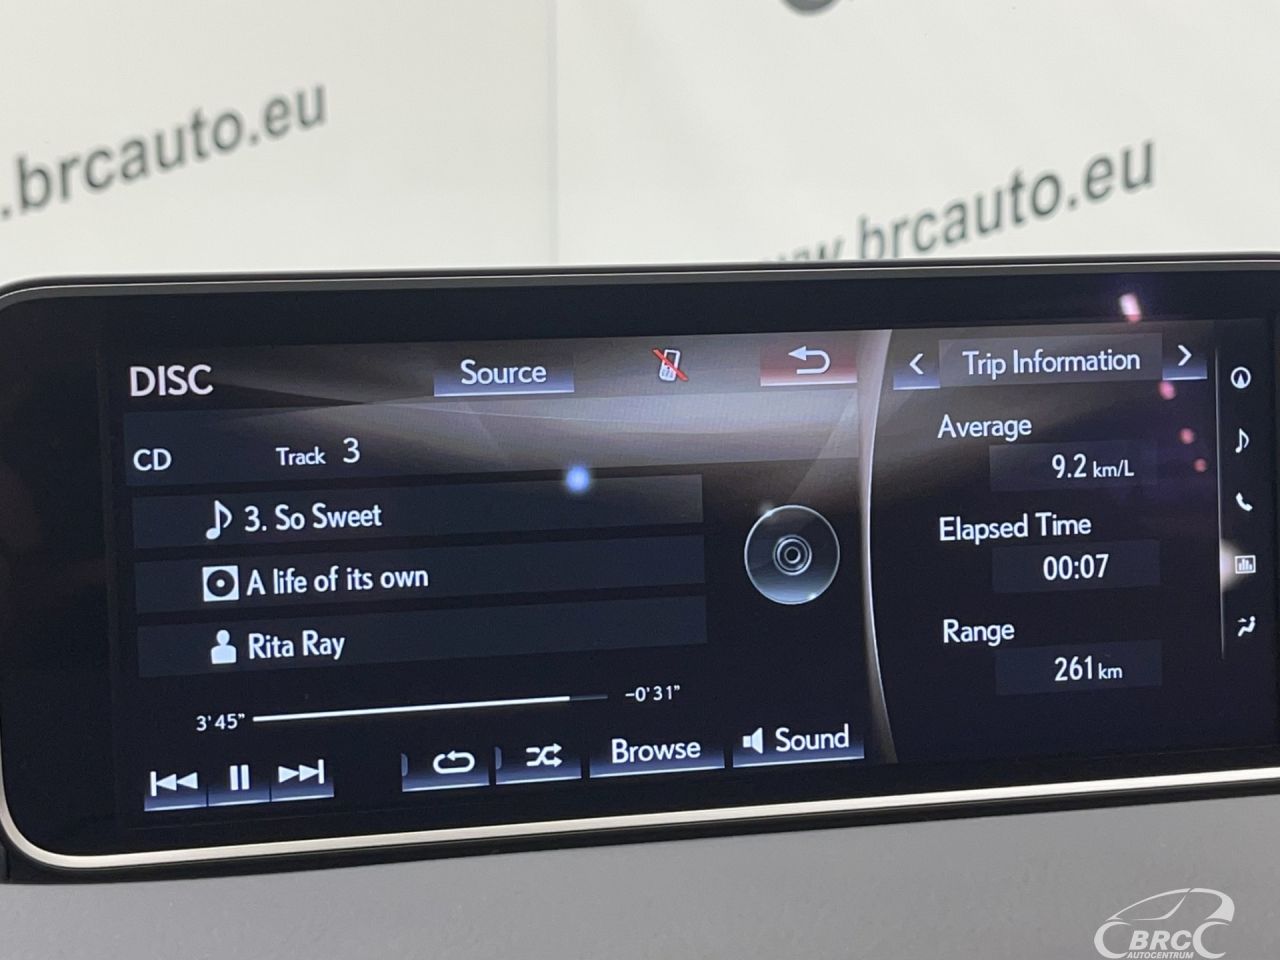 .brcauto.eu
www.brcauto.eu
DISC
Source
Trip Information
CD
Track 3
3. So Sweet
A life of its own
Rita Ray
3'45"
-0'31"
Browse
Sound
Average
9.2 km/L
Elapsed Time
00:07
Range
261 km
BRC
AUTOCENTRUM